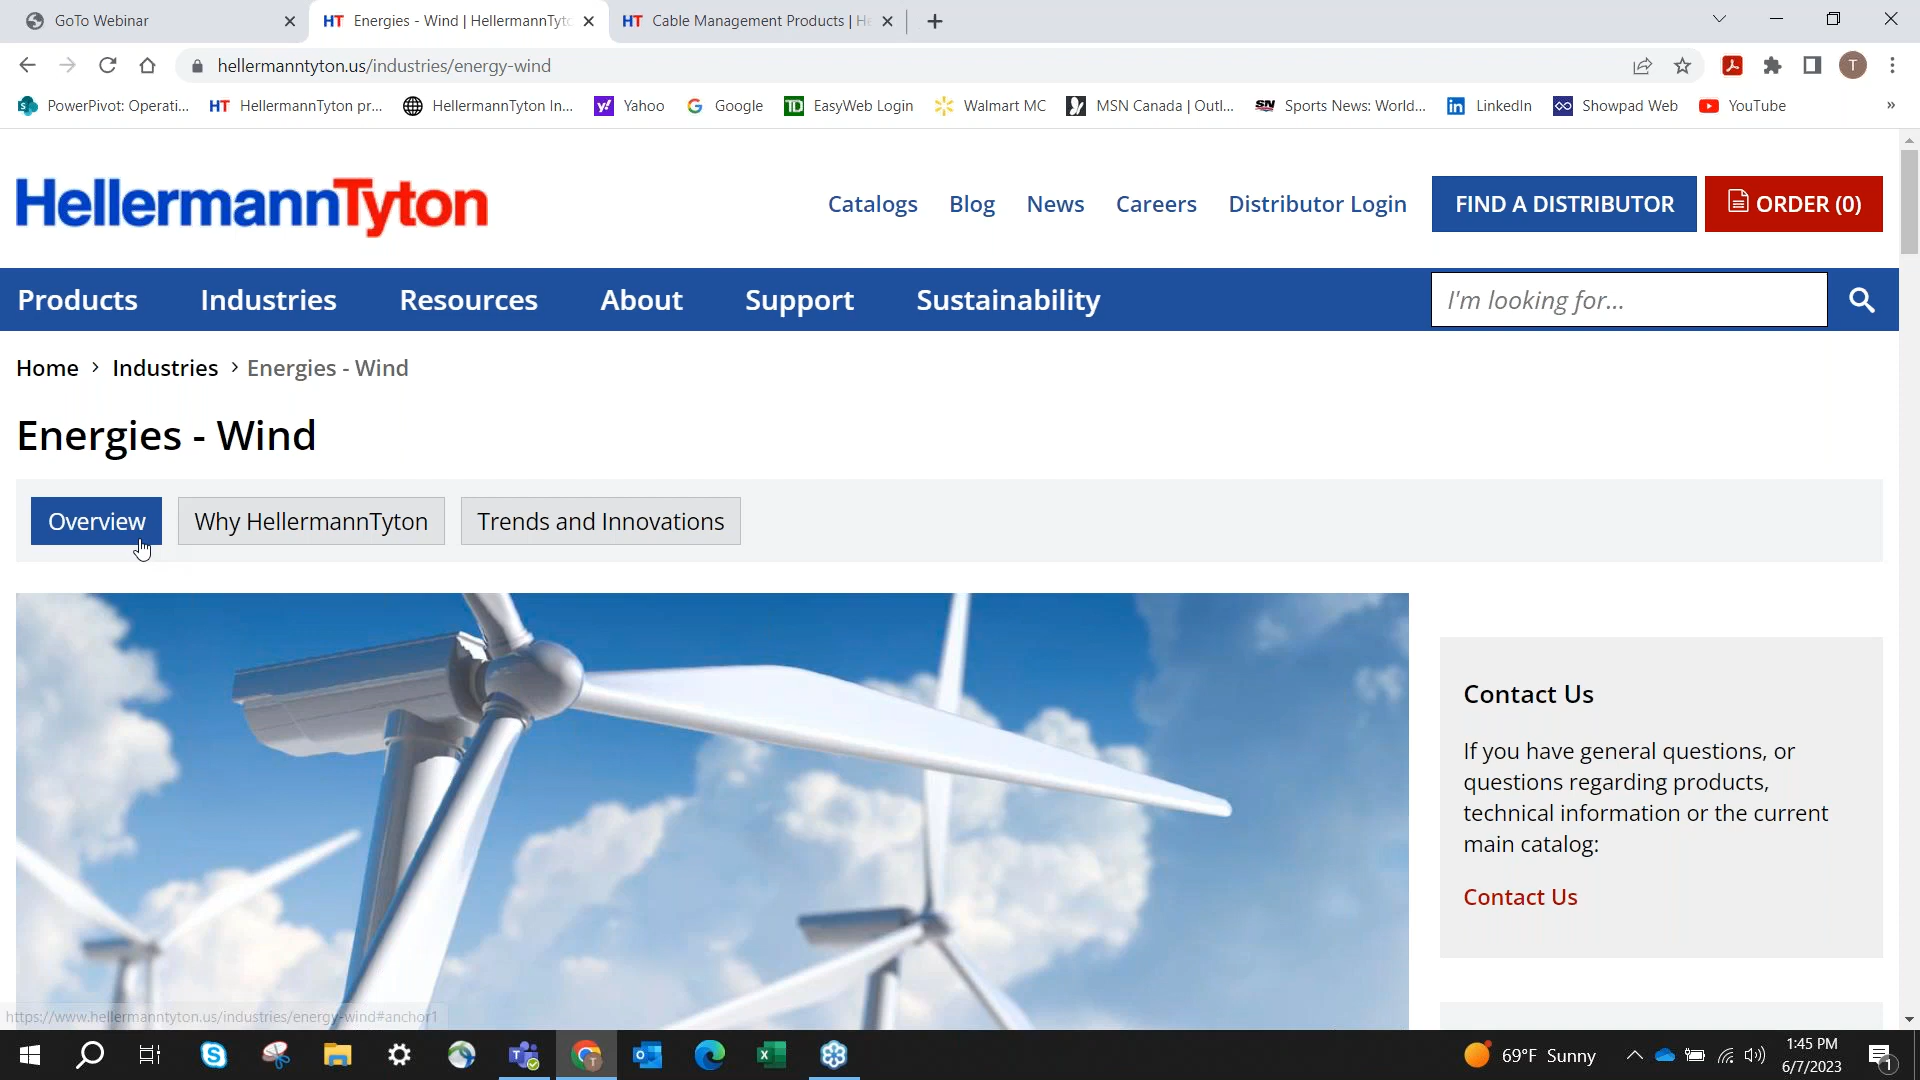 GoTo Webinar
HT Energies - Wind | HellermannTyto
HT Cable Management Products | He
hellermanntyton.us/industries/energy-wind
T
PowerPivot: Operati...
HT HellermannTyton pr...
HellermannTyton In...
Yahoo
Google
EasyWeb Login
Walmart MC
MSN Canada | Outl...
Sports News: World...
LinkedIn
Showpad Web
YouTube
»
HellermannTyton
Catalogs Blog News Careers Distributor Login FIND A DISTRIBUTOR ORDER (0)
Products Industries Resources About Support Sustainability I'm looking for...
Home > Industries > Energies - Wind
Energies - Wind
Overview Why HellermannTyton Trends and Innovations
Contact Us
If you have general questions, or
questions regarding products,
technical information or the current
main catalog:
Contact Us
https://www.hellermanntyton.us/industries/energy-wind#anchor1
69°F Sunny
1:45 PM
6/7/2023
1